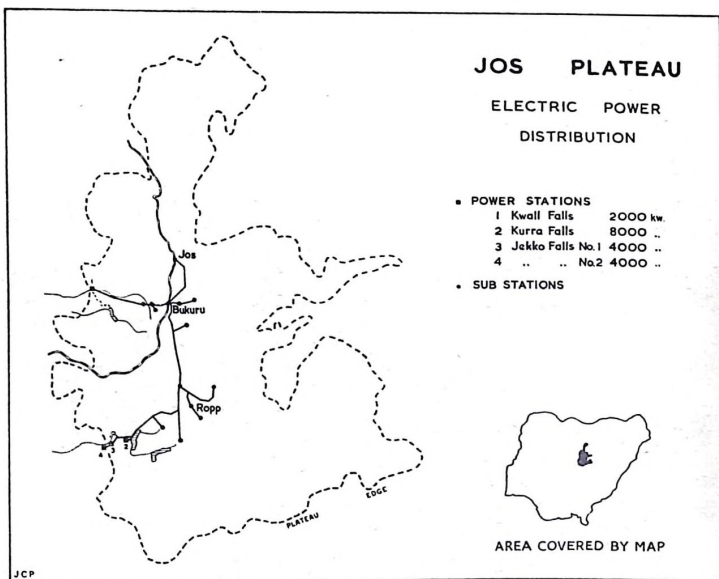 JOS PLATEAU
ELECTRIC POWER
DISTRIBUTION
POWER STATIONS
1 Kwall Falls 2000 kw.
2 Kurra Falls 8000 ,,
3 Jekko Falls No.1 4000 ,,
4 ,, ,, No.2 4000 ,,
SUB STATIONS
Jos
Bukuru
Ropp
2
3
4
PLATEAU EDGE
AREA COVERED BY MAP
JCP